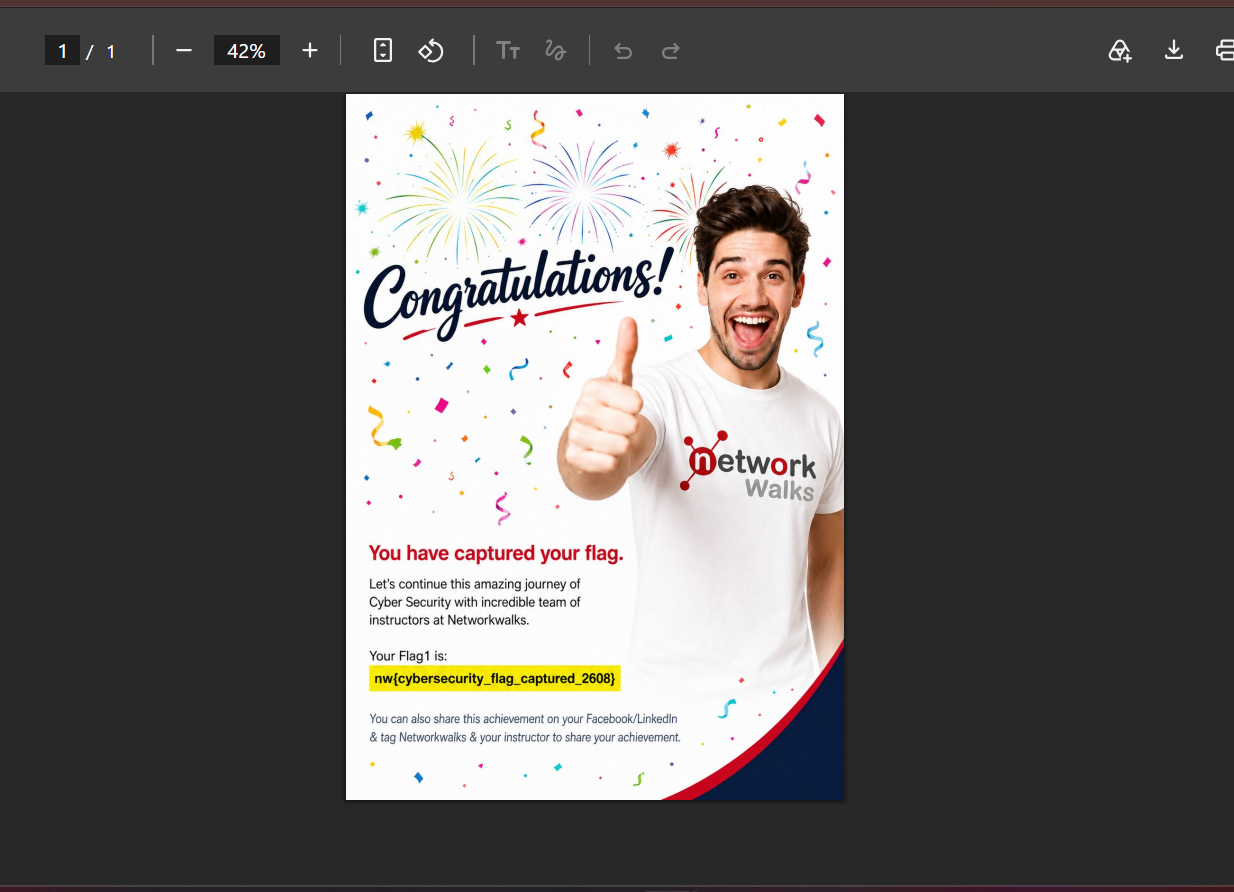 1 / 1
42%
Congratulations!
network
Walks
You have captured your flag.
Let's continue this amazing journey of
Cyber Security with incredible team of
instructors at Networkwalks.
Your Flag1 is:
nw{cybersecurity_flag_captured_2608}
You can also share this achievement on your Facebook/LinkedIn
& tag Networkwalks & your instructor to share your achievement.